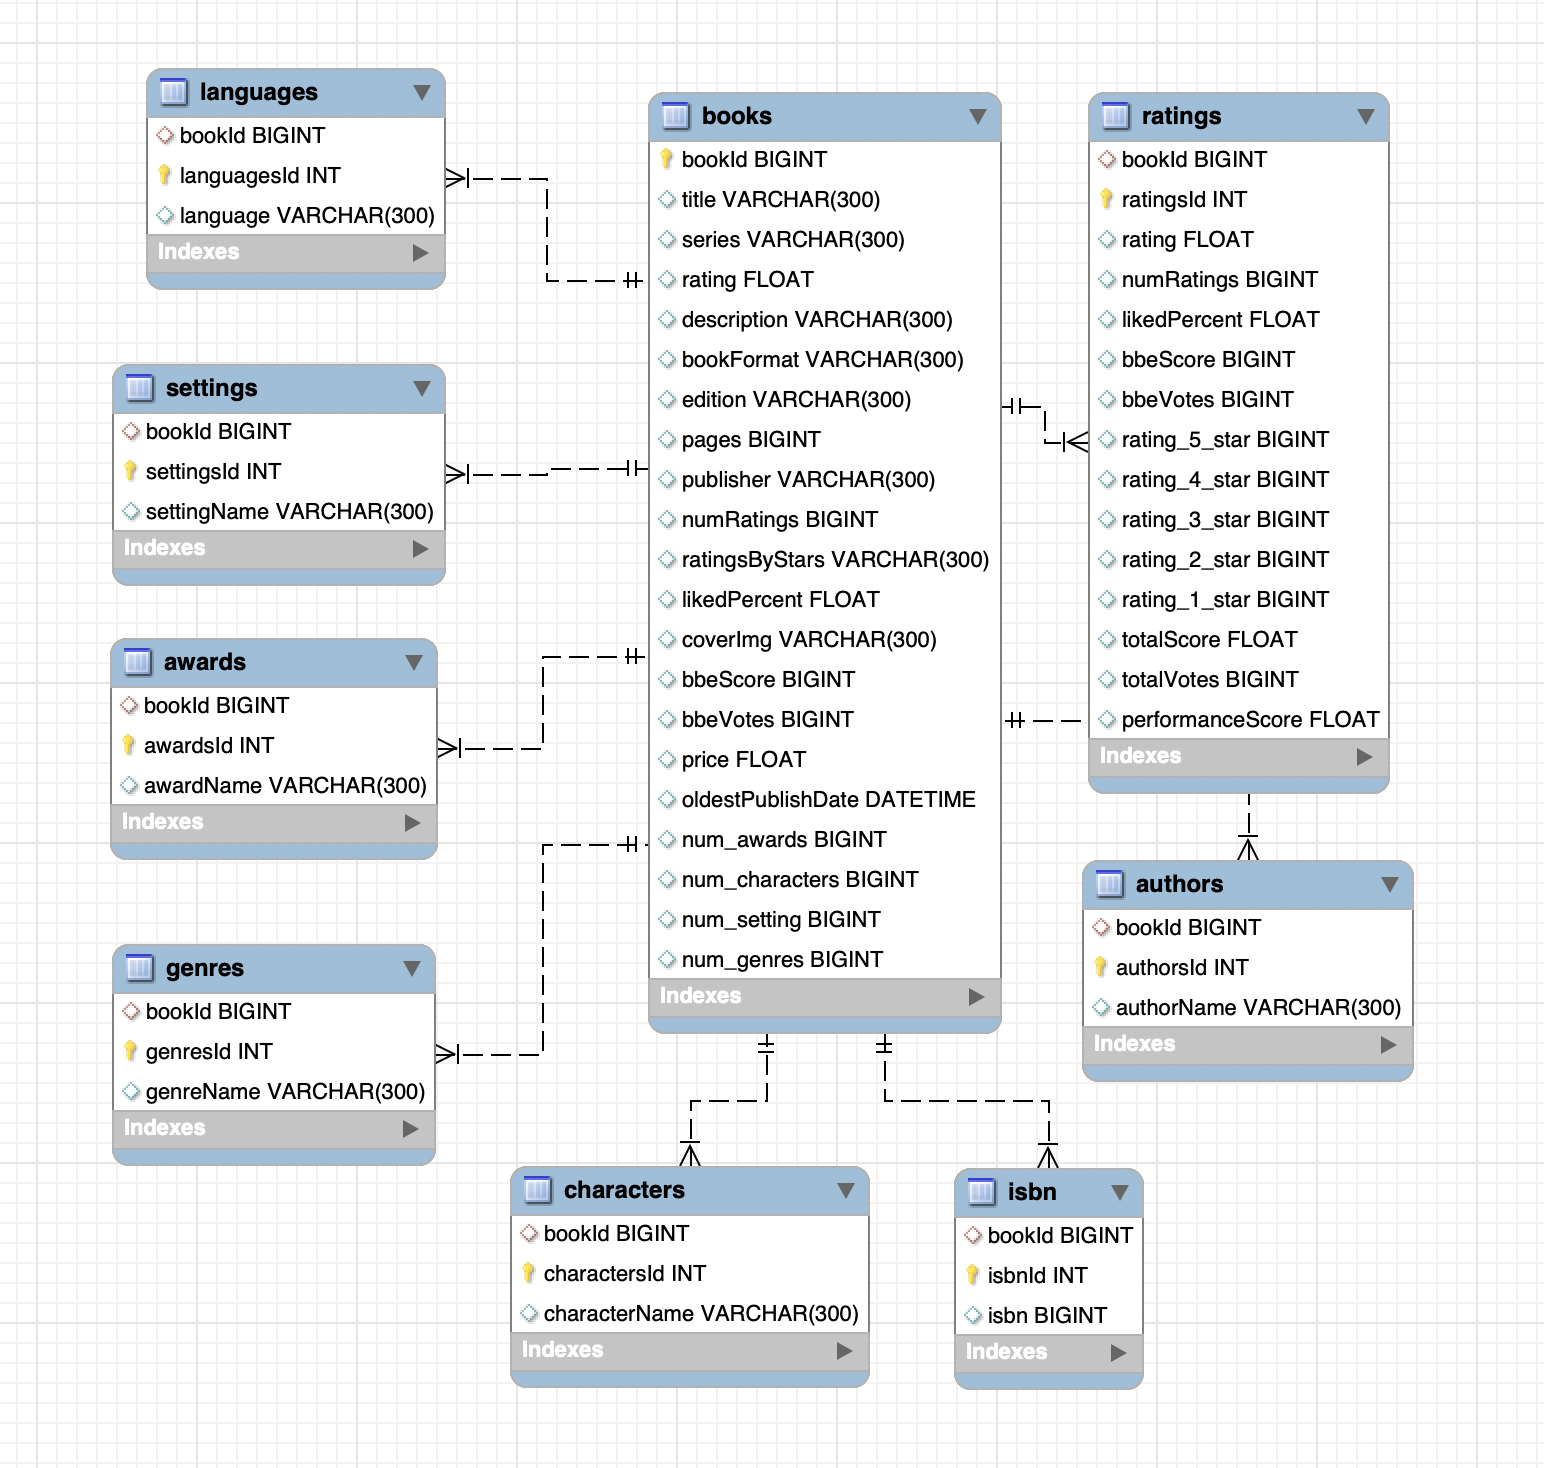 languages
bookId BIGINT
languagesId INT
language VARCHAR(300)
Indexes
settings
bookId BIGINT
settingsId INT
settingName VARCHAR(300)
Indexes
awards
bookId BIGINT
awardsId INT
awardName VARCHAR(300)
Indexes
genres
bookId BIGINT
genresId INT
genreName VARCHAR(300)
Indexes
books
bookId BIGINT
title VARCHAR(300)
series VARCHAR(300)
rating FLOAT
description VARCHAR(300)
bookFormat VARCHAR(300)
edition VARCHAR(300)
pages BIGINT
publisher VARCHAR(300)
numRatings BIGINT
ratingsByStars VARCHAR(300)
likedPercent FLOAT
coverImg VARCHAR(300)
bbeScore BIGINT
bbeVotes BIGINT
price FLOAT
oldestPublishDate DATETIME
num_awards BIGINT
num_characters BIGINT
num_setting BIGINT
num_genres BIGINT
Indexes
ratings
bookId BIGINT
ratingsId INT
rating FLOAT
numRatings BIGINT
likedPercent FLOAT
bbeScore BIGINT
bbeVotes BIGINT
rating_5_star BIGINT
rating_4_star BIGINT
rating_3_star BIGINT
rating_2_star BIGINT
rating_1_star BIGINT
totalScore FLOAT
totalVotes BIGINT
performanceScore FLOAT
Indexes
authors
bookId BIGINT
authorsId INT
authorName VARCHAR(300)
Indexes
characters
bookId BIGINT
charactersId INT
characterName VARCHAR(300)
Indexes
isbn
bookId BIGINT
isbnId INT
isbn BIGINT
Indexes